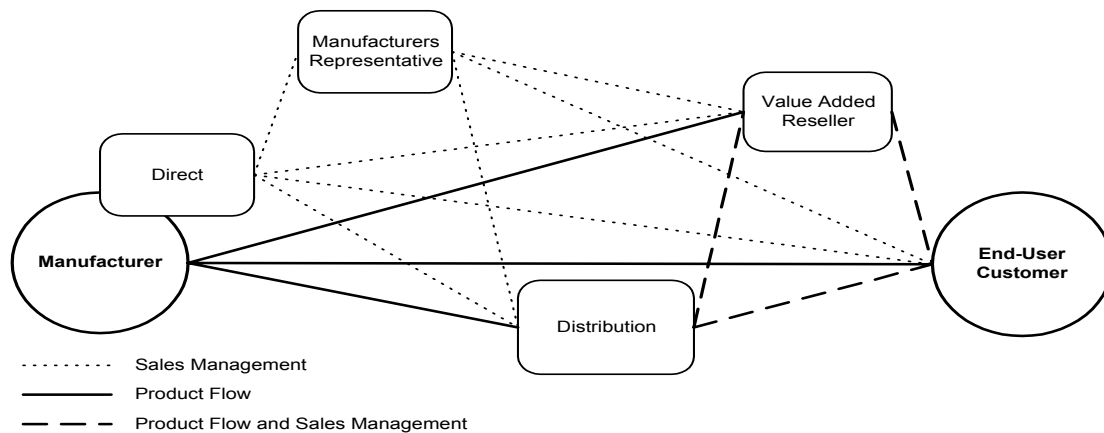 Manufacturers
Representative
Value Added
Reseller
Direct
Manufacturer
End-User
Customer
Distribution
Sales Management
Product Flow
Product Flow and Sales Management